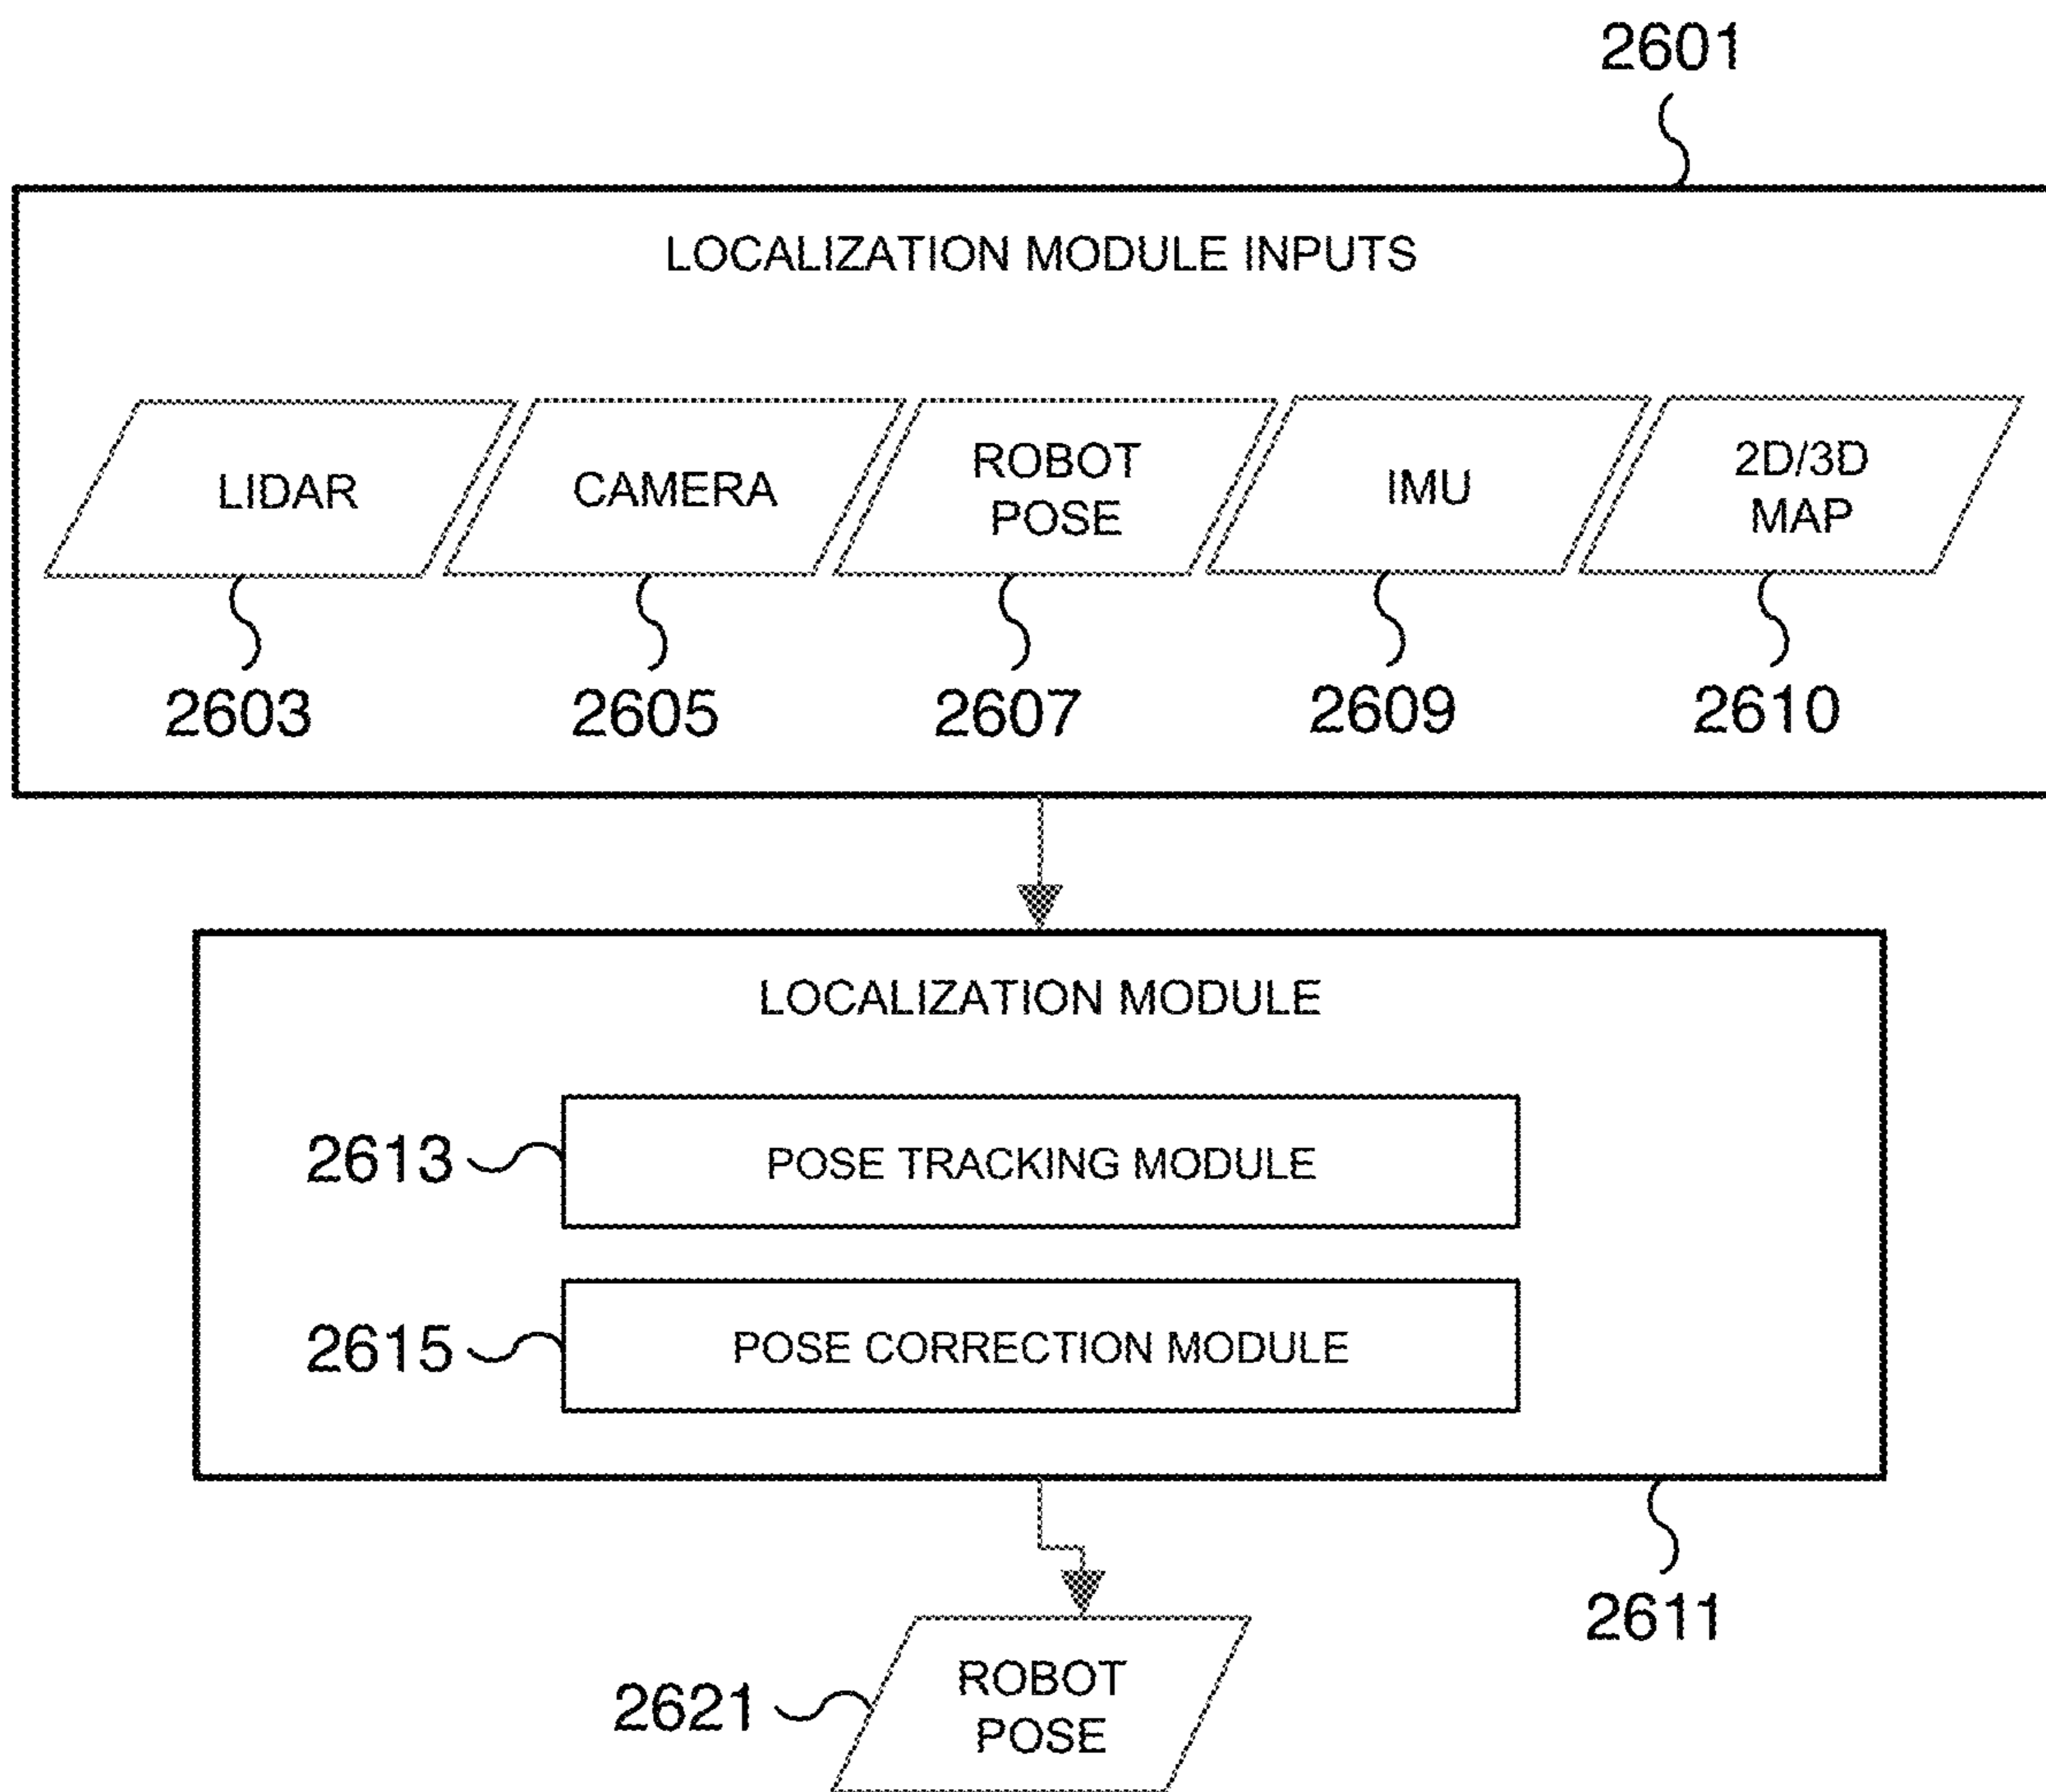 2601
LOCALIZATION MODULE INPUTS
LIDAR
CAMERA
ROBOT
POSE
IMU
2D/3D
MAP
2603
2605
2607
2609
2610
LOCALIZATION MODULE
2613
POSE TRACKING MODULE
2615
POSE CORRECTION MODULE
2611
2621
ROBOT
POSE